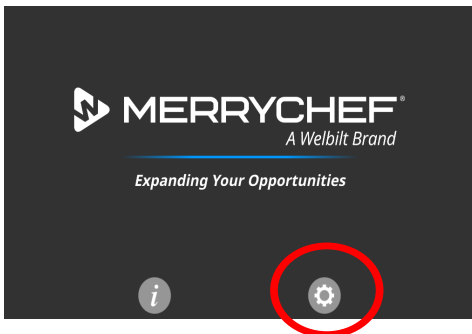 MERRYCHEF®
A Welbilt Brand
Expanding Your Opportunities
i